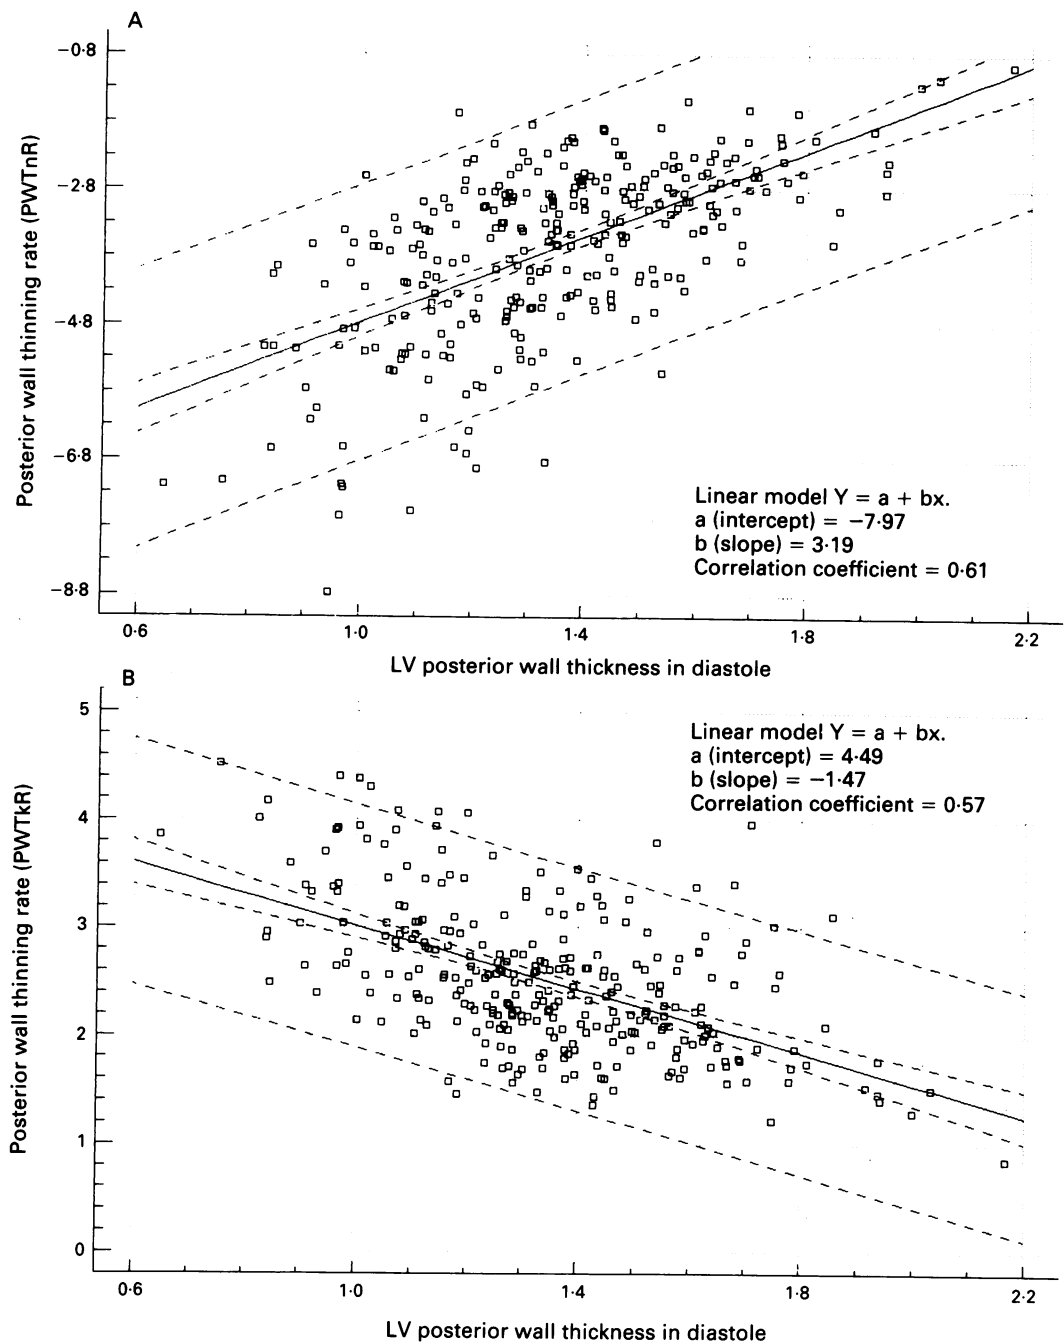 A
-0·8
-2·8
-4·8
-6·8
-8·8
Posterior wall thinning rate (PWTnR)
Linear model Y = a + bx.
a (intercept) = -7·97
b (slope) = 3·19
Correlation coefficient = 0·61
0·6 1·0 1·4 1·8 2·2
LV posterior wall thickness in diastole
B
5
4
3
2
1
0
Posterior wall thinning rate (PWTkR)
Linear model Y = a + bx.
a (intercept) = 4·49
b (slope) = -1·47
Correlation coefficient = 0·57
0·6 1·0 1·4 1·8 2·2
LV posterior wall thickness in diastole